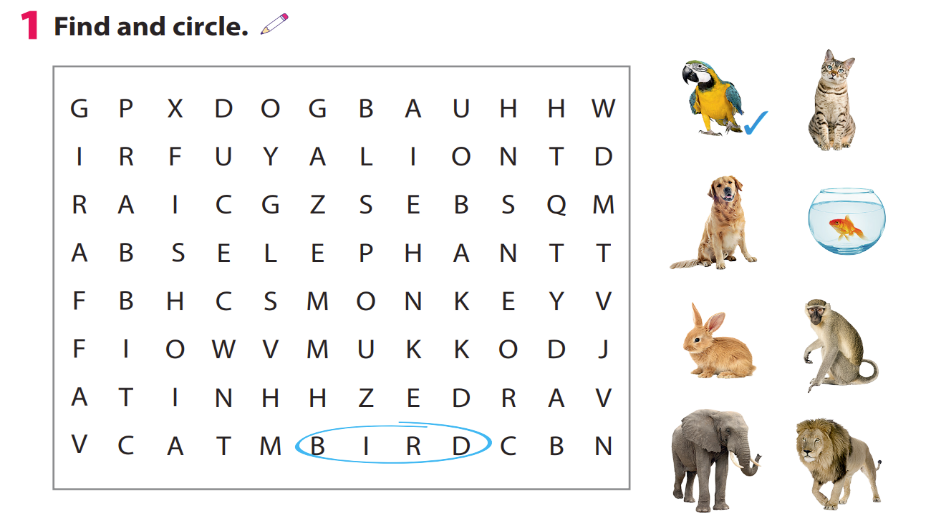 1 Find and circle.
G P X D O G B A U H H W
I R F U Y A L I O N T D
R A I C G Z S E B S Q M
A B S E L E P H A N T T
F B H C S M O N K E Y V
F I O W V M U K K O D J
A T I N H H Z E D R A V
V C A T M B I R D C B N